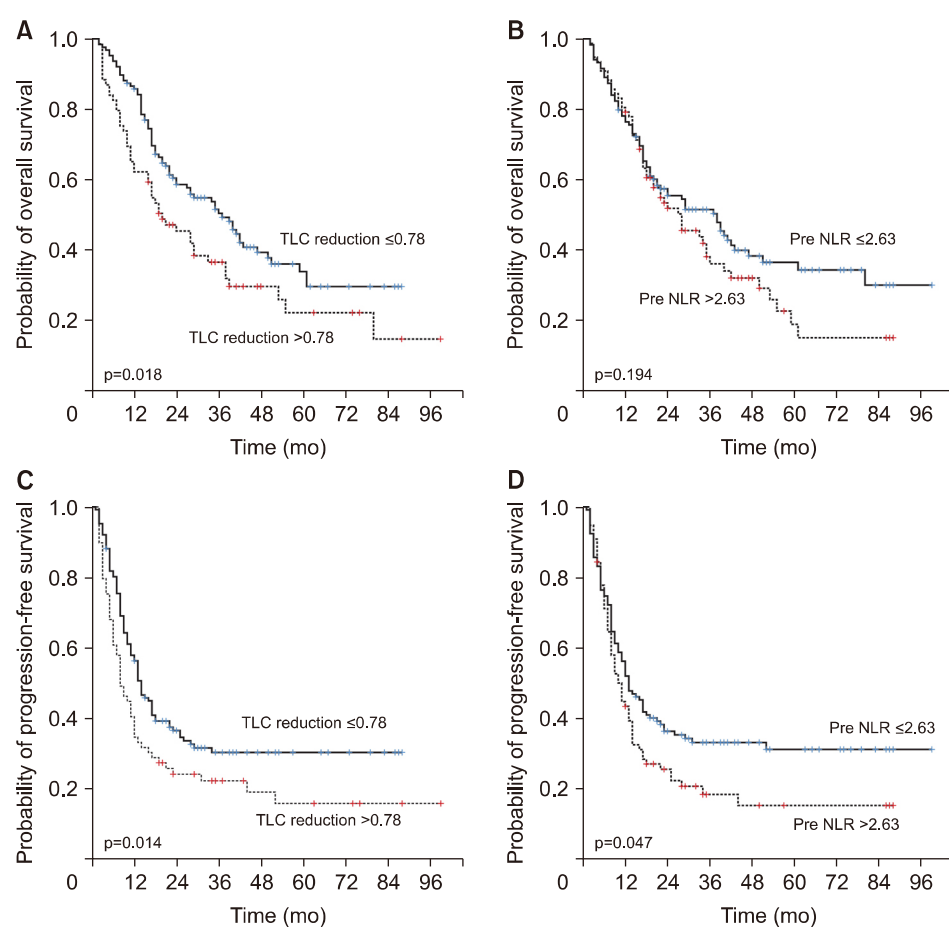 A
Probability of overall survival
1.0
0.8
0.6
0.4
0.2
0
TLC reduction ≤0.78
TLC reduction >0.78
p=0.018
12 24 36 48 60 72 84 96
Time (mo)
B
Probability of overall survival
1.0
0.8
0.6
0.4
0.2
0
Pre NLR ≤2.63
Pre NLR >2.63
p=0.194
12 24 36 48 60 72 84 96
Time (mo)
C
Probability of progression-free survival
1.0
0.8
0.6
0.4
0.2
0
TLC reduction ≤0.78
TLC reduction >0.78
p=0.014
12 24 36 48 60 72 84 96
Time (mo)
D
Probability of progression-free survival
1.0
0.8
0.6
0.4
0.2
0
Pre NLR ≤2.63
Pre NLR >2.63
p=0.047
12 24 36 48 60 72 84 96
Time (mo)